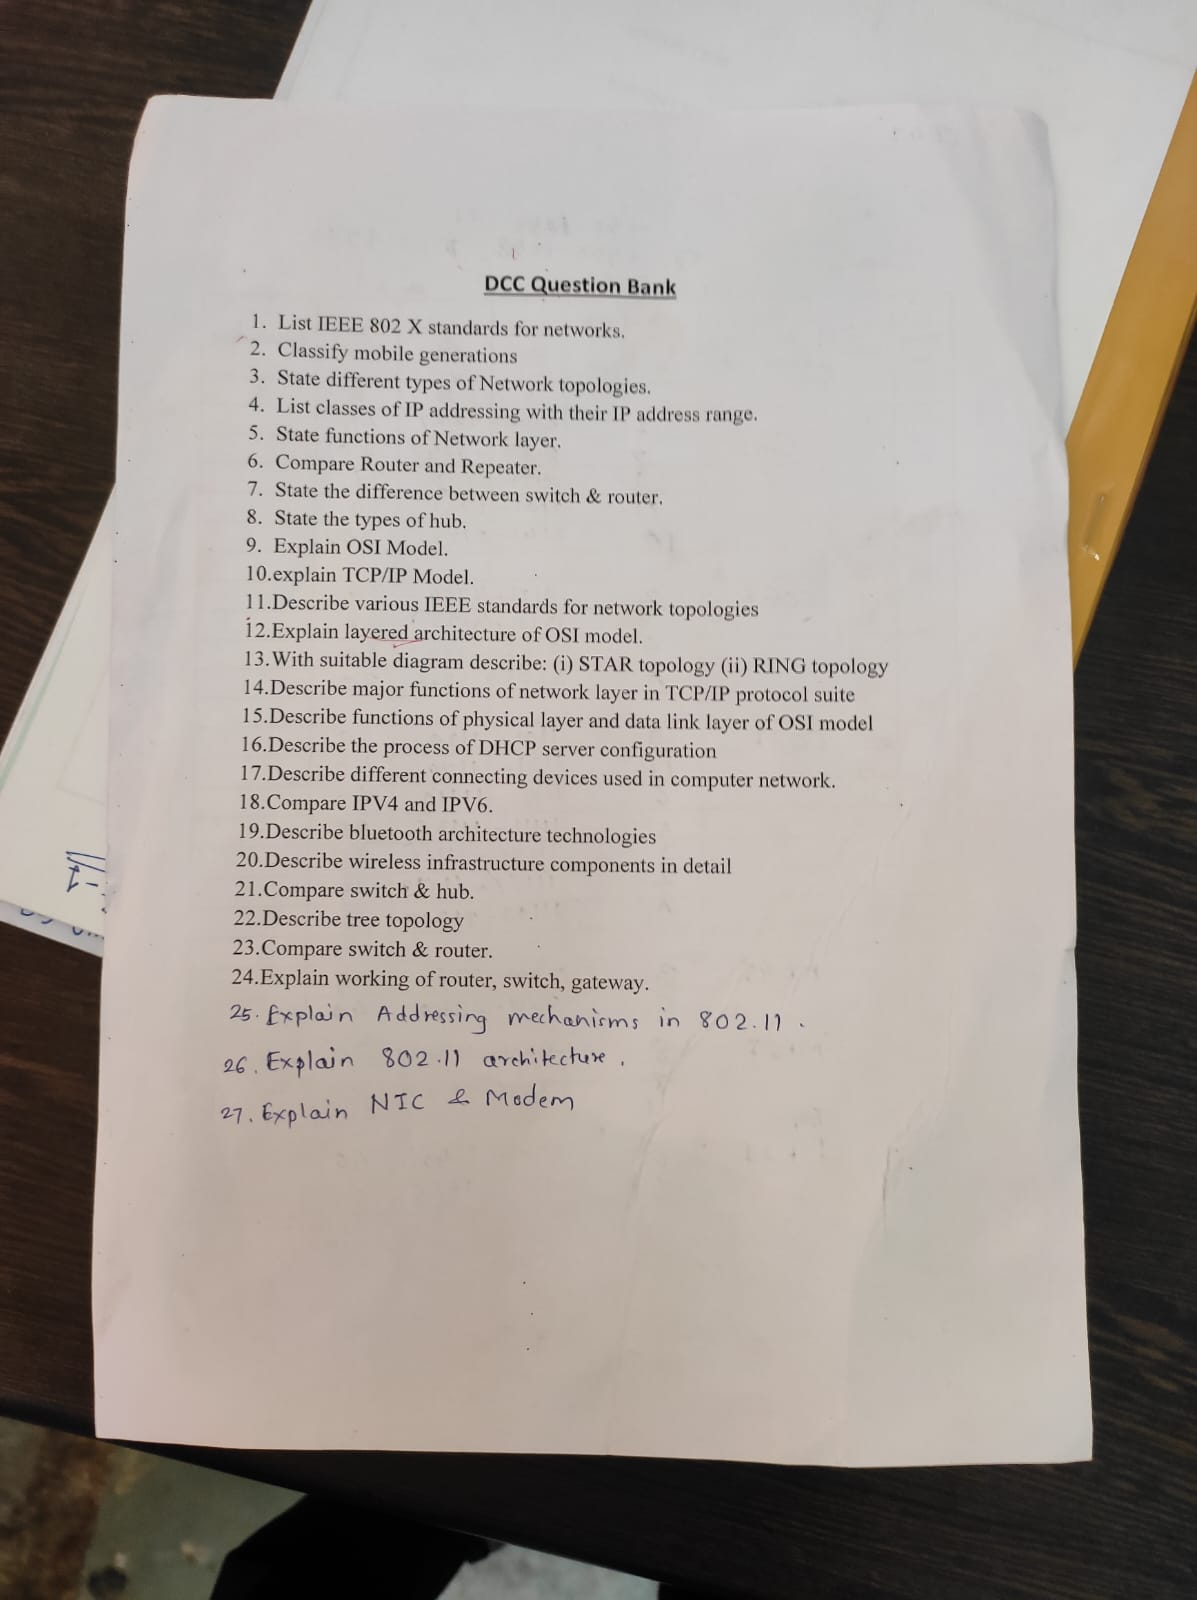 DCC Question Bank
1. List IEEE 802 X standards for networks.
2. Classify mobile generations
3. State different types of Network topologies.
4. List classes of IP addressing with their IP address range.
5. State functions of Network layer.
6. Compare Router and Repeater.
7. State the difference between switch & router.
8. State the types of hub.
9. Explain OSI Model.
10.explain TCP/IP Model.
11.Describe various IEEE standards for network topologies
12.Explain layered architecture of OSI model.
13.With suitable diagram describe: (i) STAR topology (ii) RING topology
14.Describe major functions of network layer in TCP/IP protocol suite
15.Describe functions of physical layer and data link layer of OSI model
16.Describe the process of DHCP server configuration
17.Describe different connecting devices used in computer network.
18.Compare IPV4 and IPV6.
19.Describe bluetooth architecture technologies
20.Describe wireless infrastructure components in detail
21.Compare switch & hub.
22.Describe tree topology
23.Compare switch & router.
24.Explain working of router, switch, gateway.
25. Explain Addressing mechanisms in 802.11.
26. Explain 802.11 architecture.
27. Explain NIC & Modem